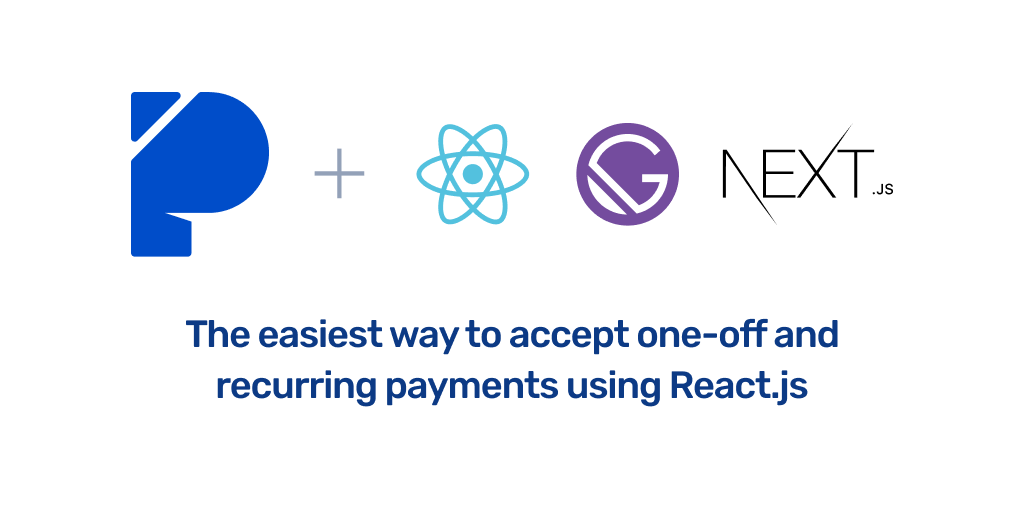 NEXT.JS
The easiest way to accept one-off and
recurring payments using React.js